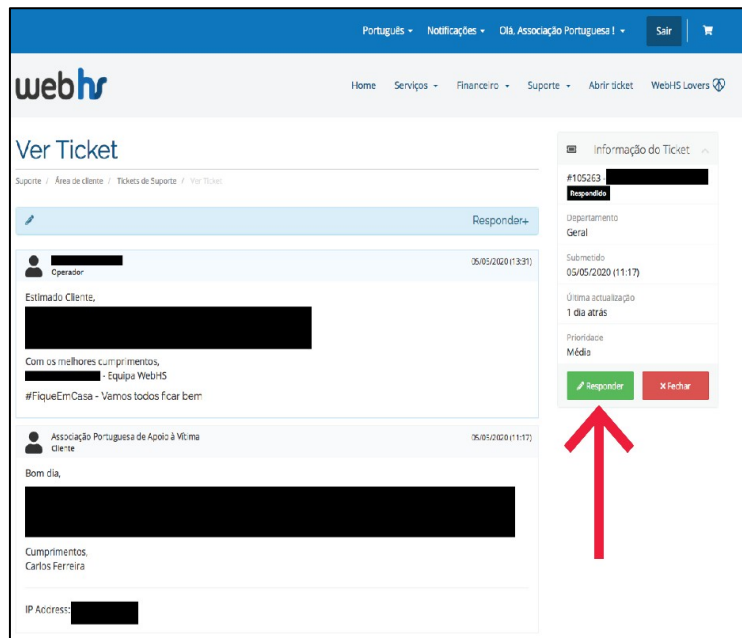 Português Notificações Olá, Associação Portuguesa ! Sair
webhs
Home Serviços Financeiro Suporte Abrir ticket WebHS Lovers
Ver Ticket
Suporte / Área de cliente / Tickets de Suporte / Ver Ticket
Responder+
Operador
05/05/2020 (13:31)
Estimado Cliente,
Com os melhores cumprimentos,
- Equipa WebHS
#FiqueEmCasa - Vamos todos ficar bem
Associação Portuguesa de Apoio à Vítima
Cliente
05/05/2020 (11:17)
Bom dia,
Cumprimentos,
Carlos Ferreira
IP Address:
Informação do Ticket
#105263 -
Respondido
Departamento
Geral
Submetido
05/05/2020 (11:17)
Última actualização
1 dia atrás
Prioridade
Média
Responder
X Fechar